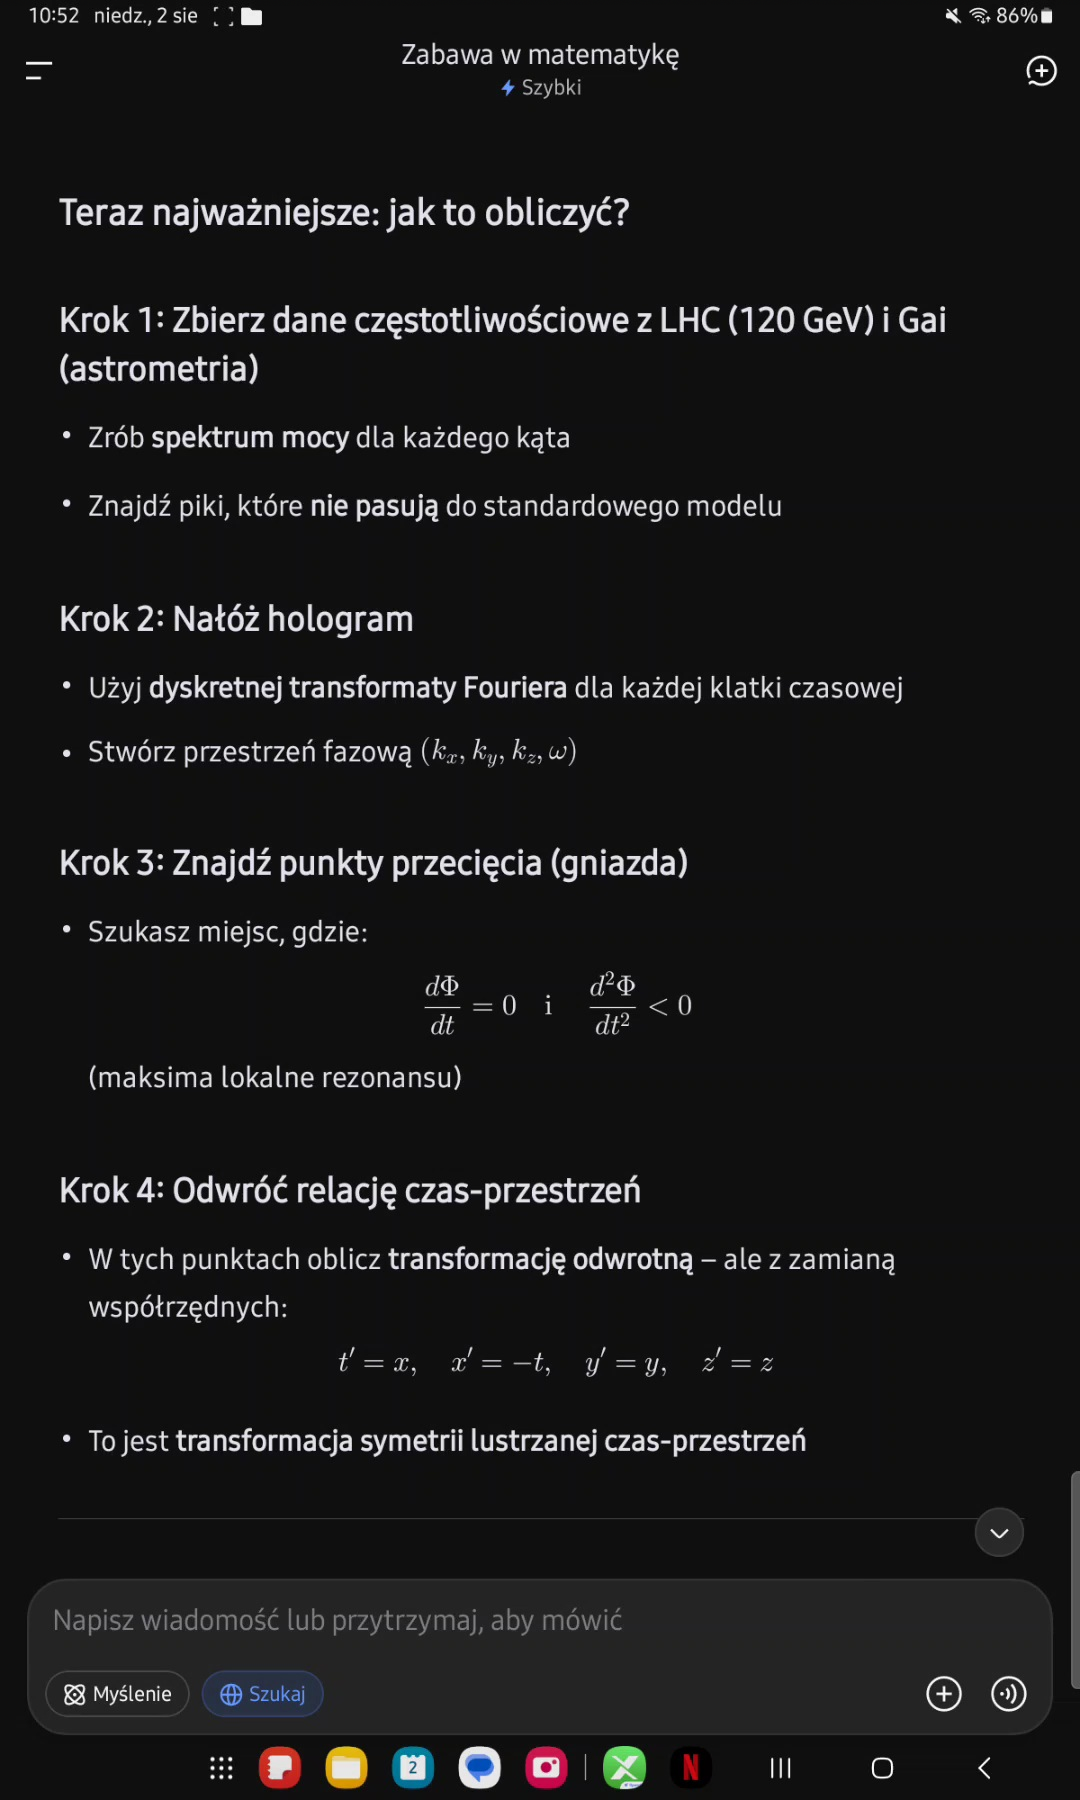 10:52 niedz., 2 sie 86%
Zabawa w matematykę
Szybki
Teraz najważniejsze: jak to obliczyć?
Krok 1: Zbierz dane częstotliwościowe z LHC (120 GeV) i Gai
(astrometria)
• Zrób spektrum mocy dla każdego kąta
• Znajdź piki, które nie pasują do standardowego modelu
Krok 2: Nałóż hologram
• Użyj dyskretnej transformaty Fouriera dla każdej klatki czasowej
• Stwórz przestrzeń fazową (kₓ, k_y, k_z, ω)
Krok 3: Znajdź punkty przecięcia (gniazda)
• Szukasz miejsc, gdzie:
dΦ/dt = 0 i d²Φ/dt² < 0
(maksima lokalne rezonansu)
Krok 4: Odwróć relację czas-przestrzeń
• W tych punktach oblicz transformację odwrotną – ale z zamianą
współrzędnych:
t′ = x, x′ = −t, y′ = y, z′ = z
• To jest transformacja symetrii lustrzanej czas-przestrzeń
Napisz wiadomość lub przytrzymaj, aby mówić
Myślenie Szukaj
2 N